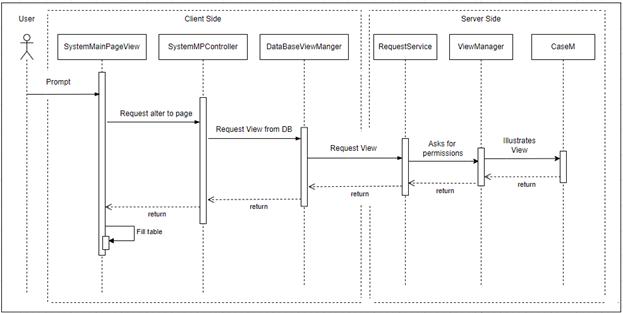 User
Client Side
Server Side
SystemMainPageView
SystemMPController
DataBaseViewManger
RequestService
ViewManager
CaseM
Prompt
Request alter to page
Request View from DB
Request View
Asks for
permissions
Illustrates
View
return
return
return
return
return
Fill table